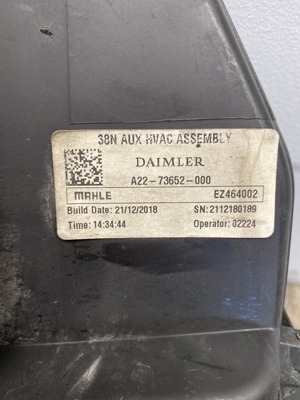 38N AUX HVAC ASSEMBLY
DAIMLER
A22-73652-000
MAHLE EZ464002
Build Date: 21/12/2018 SN: 2112180189
Time: 14:34:44 Operator: 02224